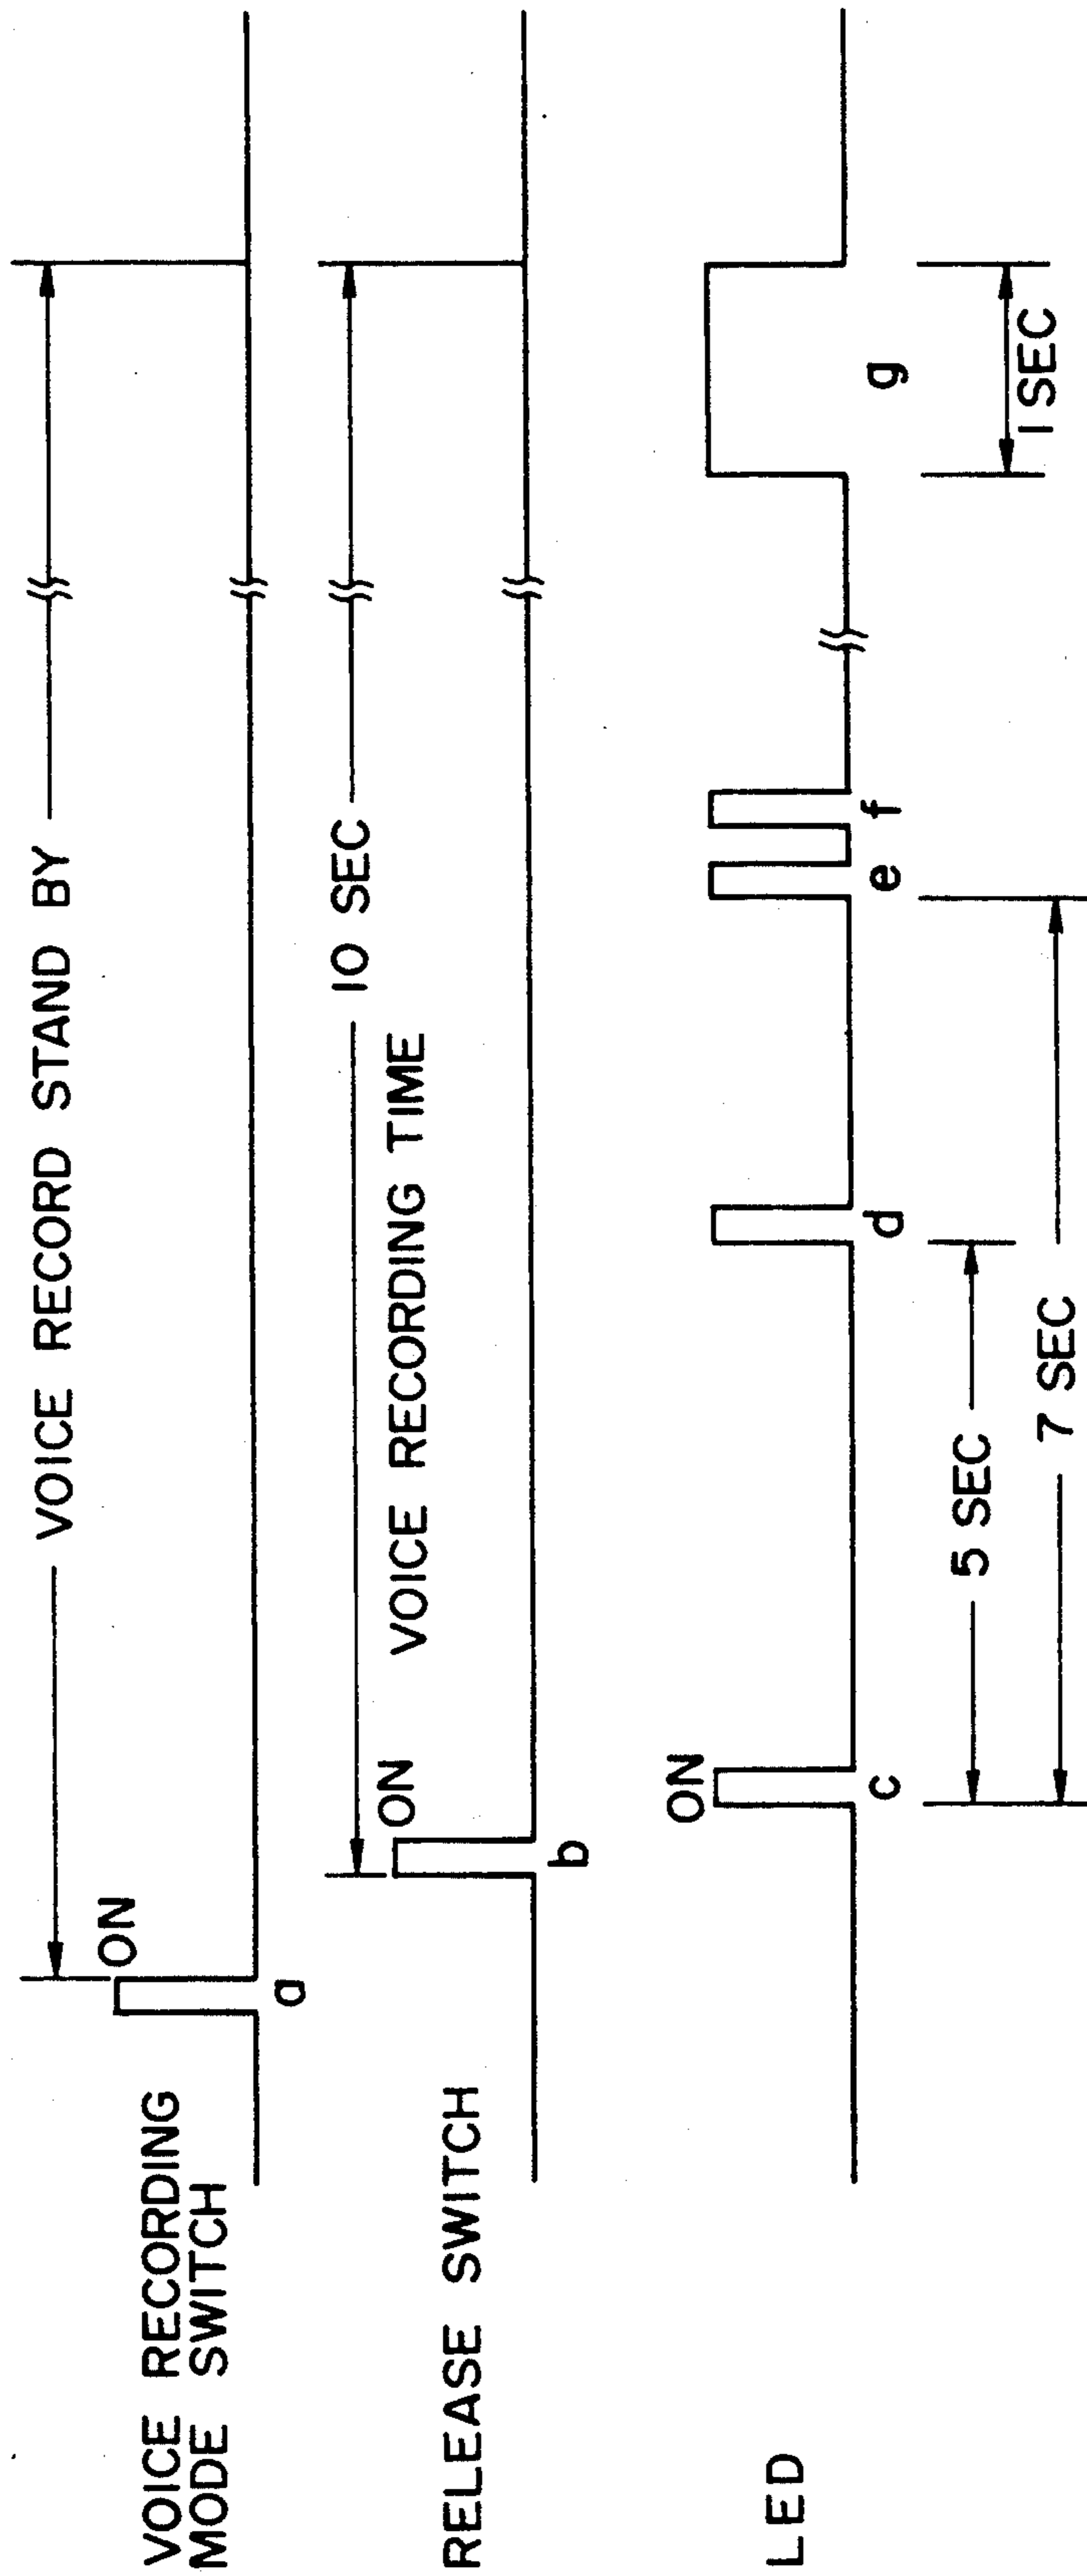 VOICE RECORD STAND BY
VOICE RECORDING
MODE SWITCH
ON
a
10 SEC
VOICE RECORDING TIME
RELEASE SWITCH
ON
b
LED
ON
c
d
e
f
g
5 SEC
1 SEC
7 SEC